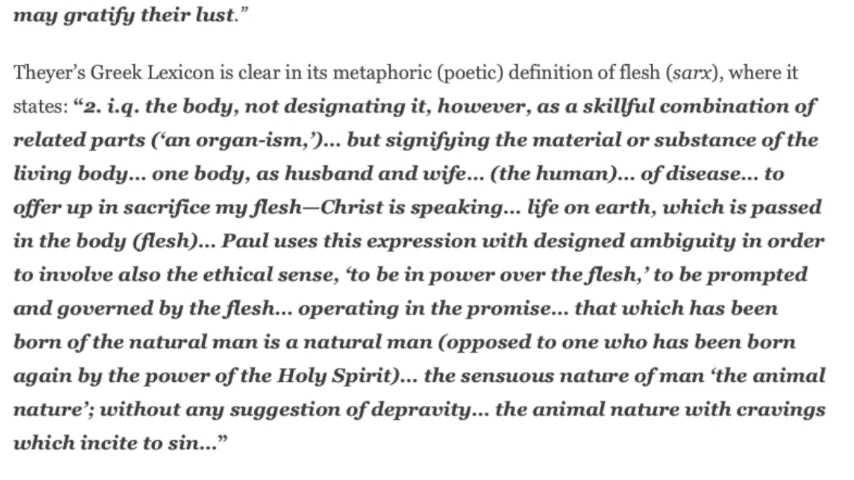 may gratify their lust.”
Theyer’s Greek Lexicon is clear in its metaphoric (poetic) definition of flesh (sarx), where it
states: “2. i.q. the body, not designating it, however, as a skillful combination of
related parts (‘an organ-ism,’)... but signifying the material or substance of the
living body... one body, as husband and wife... (the human)... of disease... to
offer up in sacrifice my flesh—Christ is speaking... life on earth, which is passed
in the body (flesh)... Paul uses this expression with designed ambiguity in order
to involve also the ethical sense, ‘to be in power over the flesh,’ to be prompted
and governed by the flesh... operating in the promise... that which has been
born of the natural man is a natural man (opposed to one who has been born
again by the power of the Holy Spirit)... the sensuous nature of man ‘the animal
nature’; without any suggestion of depravity... the animal nature with cravings
which incite to sin...”